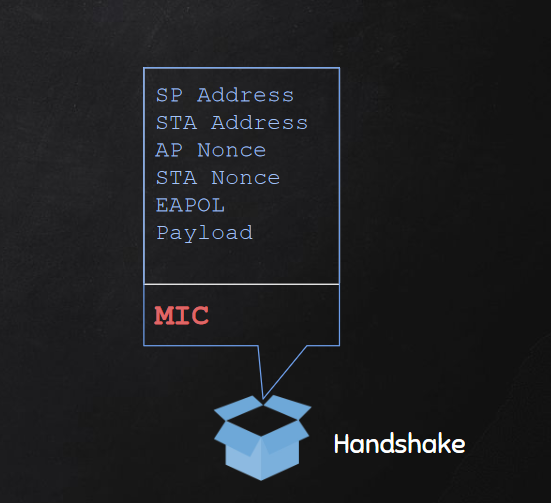 SP Address
STA Address
AP Nonce
STA Nonce
EAPOL
Payload
MIC
Handshake